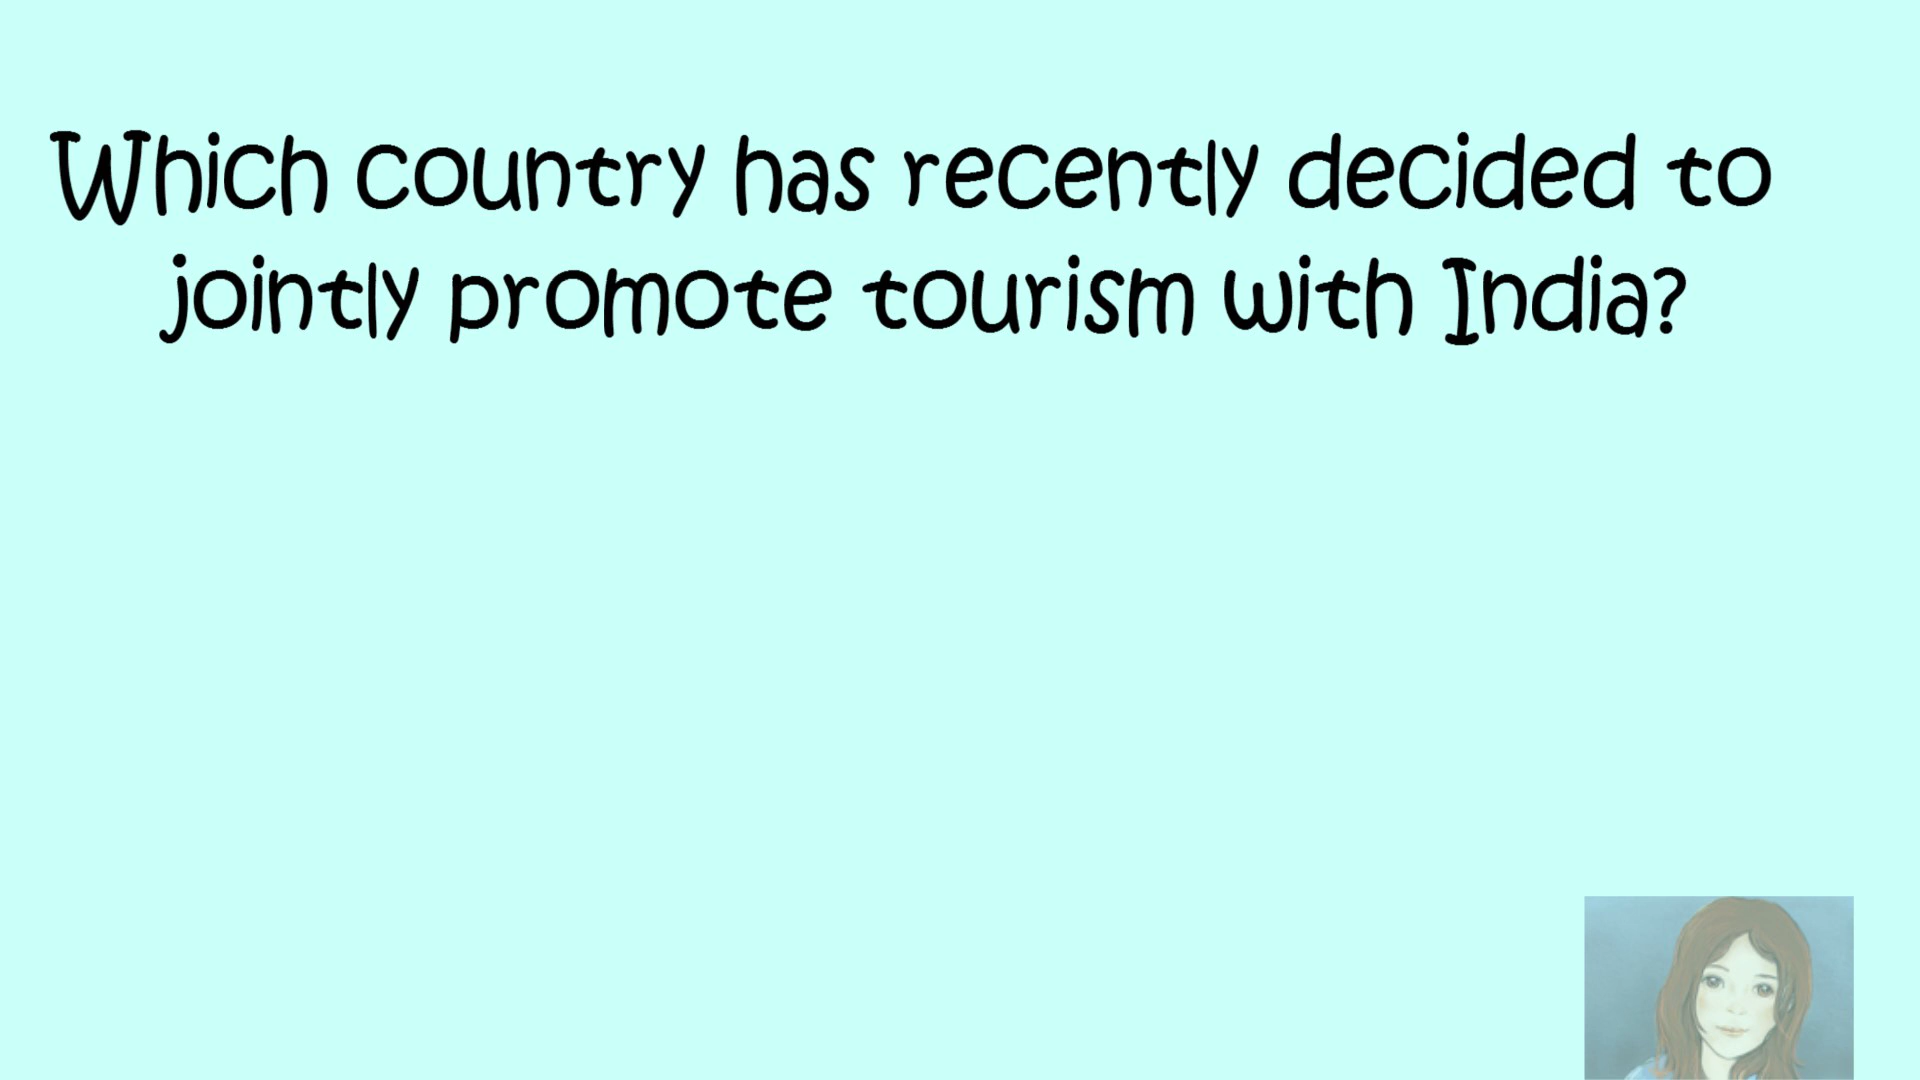 Which country has recently decided to
jointly promote tourism with India?